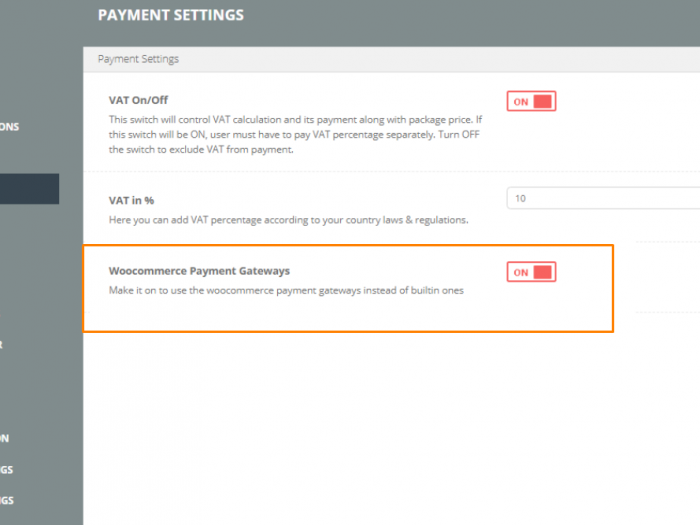 PAYMENT SETTINGS
Payment Settings
VAT On/Off
ON
This switch will control VAT calculation and its payment along with package price. If
this switch will be ON, user must have to pay VAT percentage separately. Turn OFF
the switch to exclude VAT from payment.
ONS
VAT in %
10
Here you can add VAT percentage according to your country laws & regulations.
Woocommerce Payment Gateways
ON
Make it on to use the woocommerce payment gateways instead of builtin ones
R
ON
GS
NGS